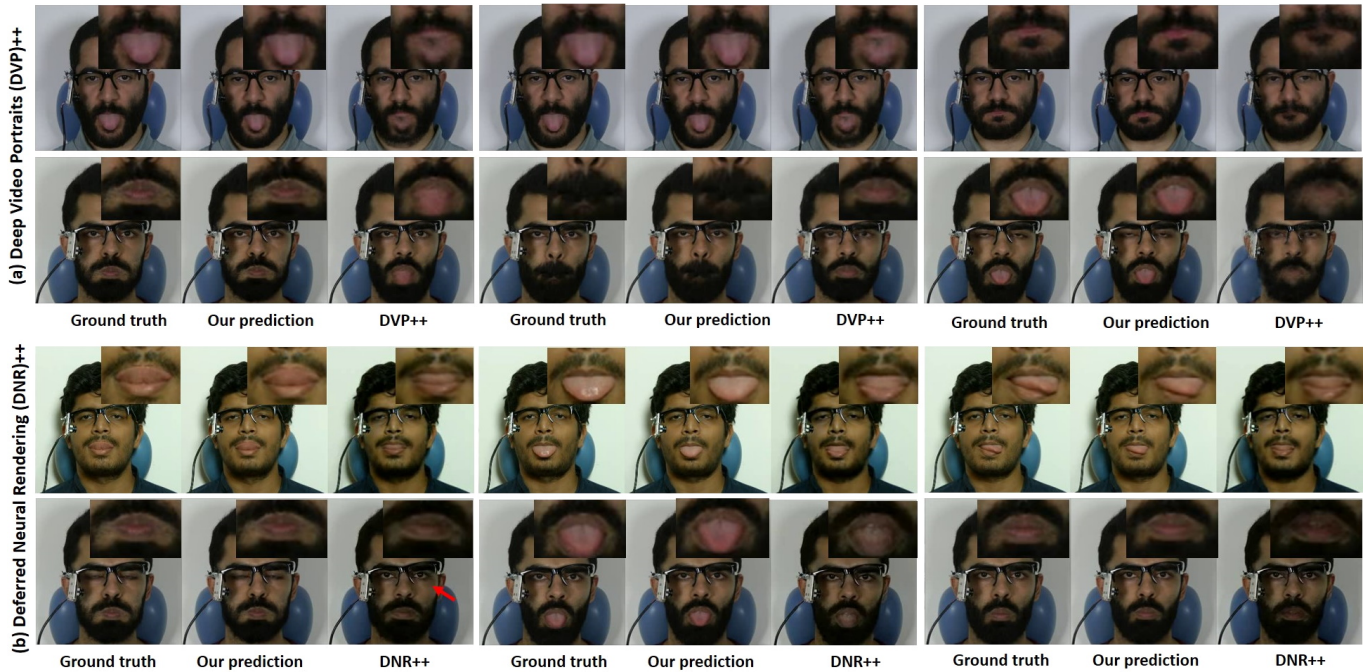 (a) Deep Video Portraits (DVP)++
Ground truth Our prediction DVP++ Ground truth Our prediction DVP++ Ground truth Our prediction DVP++
(b) Deferred Neural Rendering (DNR)++
Ground truth Our prediction DNR++ Ground truth Our prediction DNR++ Ground truth Our prediction DNR++